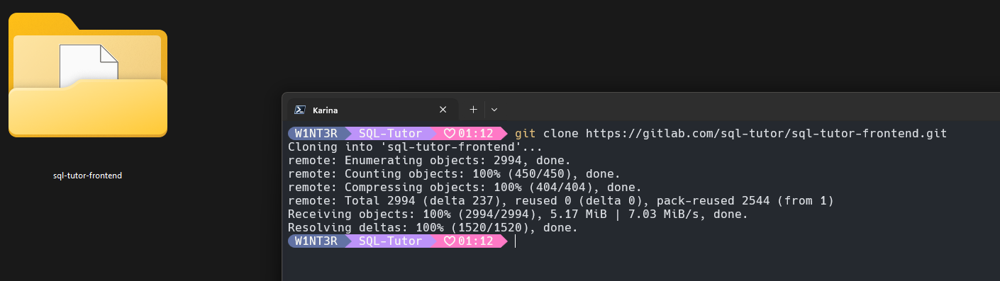 sql-tutor-frontend
Karina
W1NT3R SQL-Tutor ♡01:12 git clone https://gitlab.com/sql-tutor/sql-tutor-frontend.git
Cloning into 'sql-tutor-frontend'...
remote: Enumerating objects: 2994, done.
remote: Counting objects: 100% (450/450), done.
remote: Compressing objects: 100% (404/404), done.
remote: Total 2994 (delta 237), reused 0 (delta 0), pack-reused 2544 (from 1)
Receiving objects: 100% (2994/2994), 5.17 MiB | 7.03 MiB/s, done.
Resolving deltas: 100% (1520/1520), done.
W1NT3R SQL-Tutor ♡01:12